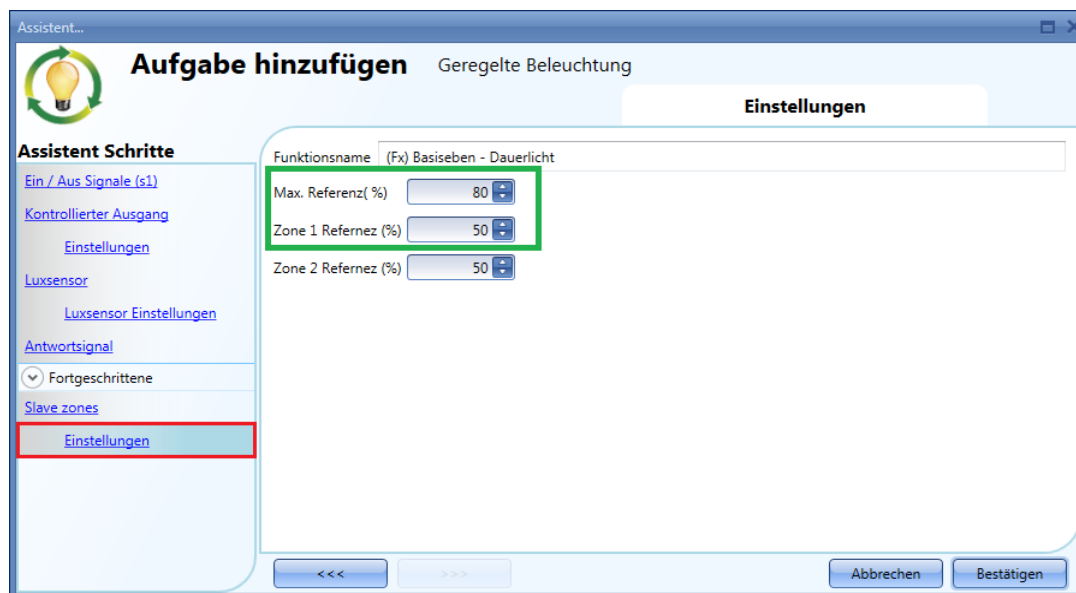 Assistent...
Aufgabe hinzufügen Geregelte Beleuchtung
Einstellungen
Assistent Schritte
Ein / Aus Signale (s1)
Kontrollierter Ausgang
Einstellungen
Luxsensor
Luxsensor Einstellungen
Antwortsignal
Fortgeschrittene
Slave zones
Einstellungen
Funktionsname (Fx) Basiseben - Dauerlicht
Max. Referenz( %) 80
Zone 1 Refernez (%) 50
Zone 2 Refernez (%) 50
<<< >>> Abbrechen Bestätigen